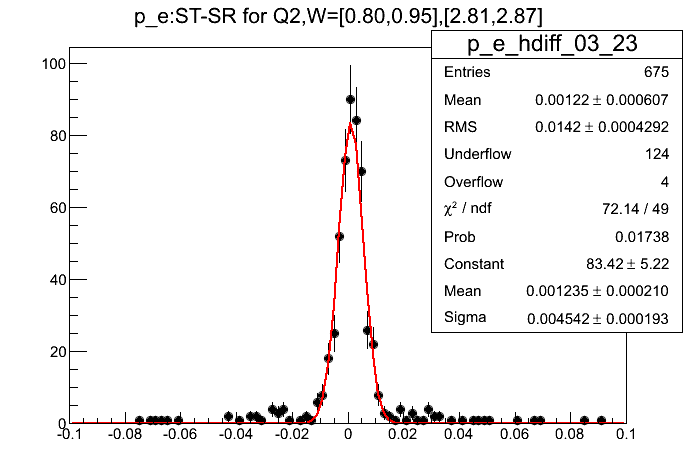 p_e:ST-SR for Q2,W=[0.80,0.95],[2.81,2.87]
p_e_hdiff_03_23
Entries 675
Mean 0.00122 ± 0.000607
RMS 0.0142 ± 0.0004292
Underflow 124
Overflow 4
χ² / ndf 72.14 / 49
Prob 0.01738
Constant 83.42 ± 5.22
Mean 0.001235 ± 0.000210
Sigma 0.004542 ± 0.000193
100
80
60
40
20
0
-0.1 -0.08 -0.06 -0.04 -0.02 0 0.02 0.04 0.06 0.08 0.1